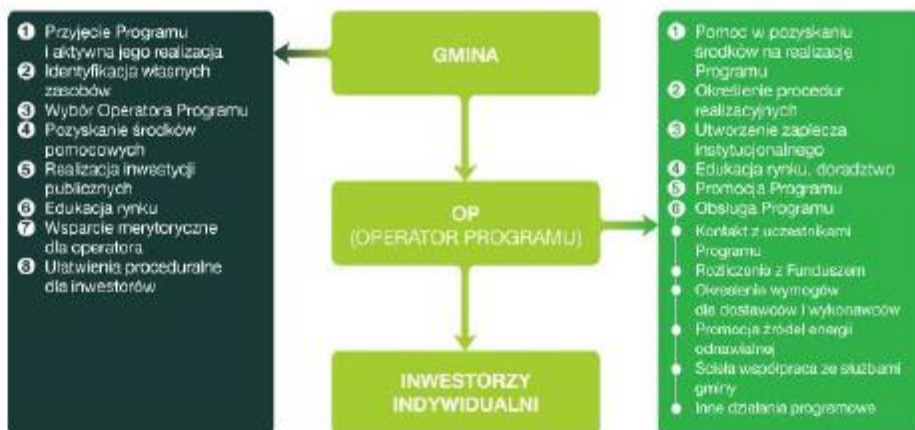 1 Przyjęcie Programu
i aktywna jego realizacja
2 Identyfikacja własnych
zasobów
3 Wybór Operatora Programu
4 Pozyskanie środków
pomocowych
5 Realizacja inwestycji
publicznych
6 Edukacja rynku
7 Wsparcie merytoryczne
dla operatora
8 Ułatwienia proceduralne
dla inwestorów
GMINA
OP
(OPERATOR PROGRAMU)
INWESTORZY
INDYWIDUALNI
1 Pomoc w pozyskaniu
środków na realizację
Programu
2 Określenie procedur
realizacyjnych
3 Utworzenie zaplecza
instytucjonalnego
4 Edukacja rynku, doradztwo
5 Promocja Programu
6 Obsługa Programu
Kontakt z uczestnikami
Programu
Rozliczenie z Funduszem
Określenie wymogów
dla dostawców i wykonawców
Promocja źródeł energii
odnawialnej
Ścisła współpraca ze służbami
gminy
Inne działania programowe